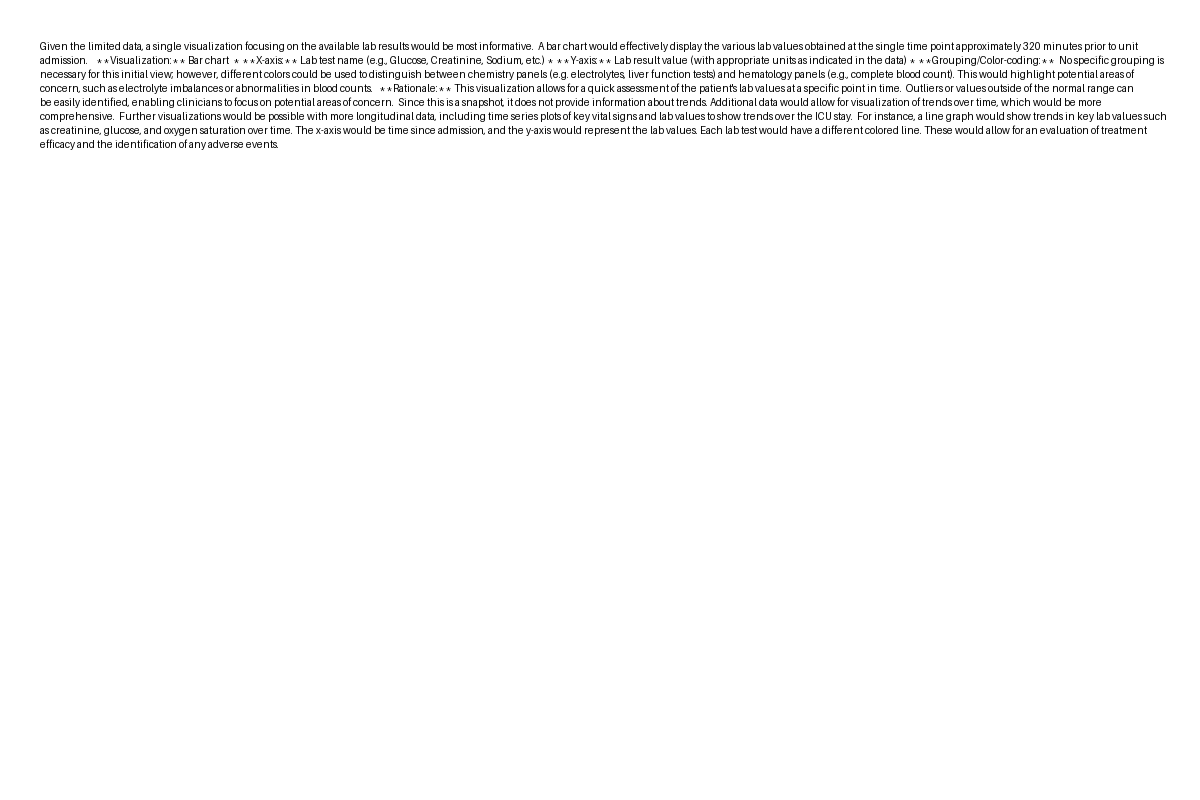 Given the limited data, a single visualization focusing on the available lab results would be most informative.  A bar chart would effectively display the various lab values obtained at the single time point approximately 320 minutes prior to unit
admission.   **Visualization:** Bar chart  * **X-axis:** Lab test name (e.g., Glucose, Creatinine, Sodium, etc.) * **Y-axis:** Lab result value (with appropriate units as indicated in the data) * **Grouping/Color-coding:**  No specific grouping is
necessary for this initial view; however, different colors could be used to distinguish between chemistry panels (e.g. electrolytes, liver function tests) and hematology panels (e.g., complete blood count). This would highlight potential areas of
concern, such as electrolyte imbalances or abnormalities in blood counts.   **Rationale:** This visualization allows for a quick assessment of the patient's lab values at a specific point in time.  Outliers or values outside of the normal range can
be easily identified, enabling clinicians to focus on potential areas of concern.  Since this is a snapshot, it does not provide information about trends. Additional data would allow for visualization of trends over time, which would be more
comprehensive.  Further visualizations would be possible with more longitudinal data, including time series plots of key vital signs and lab values to show trends over the ICU stay.  For instance, a line graph would show trends in key lab values such
as creatinine, glucose, and oxygen saturation over time. The x-axis would be time since admission, and the y-axis would represent the lab values. Each lab test would have a different colored line. These would allow for an evaluation of treatment
efficacy and the identification of any adverse events.